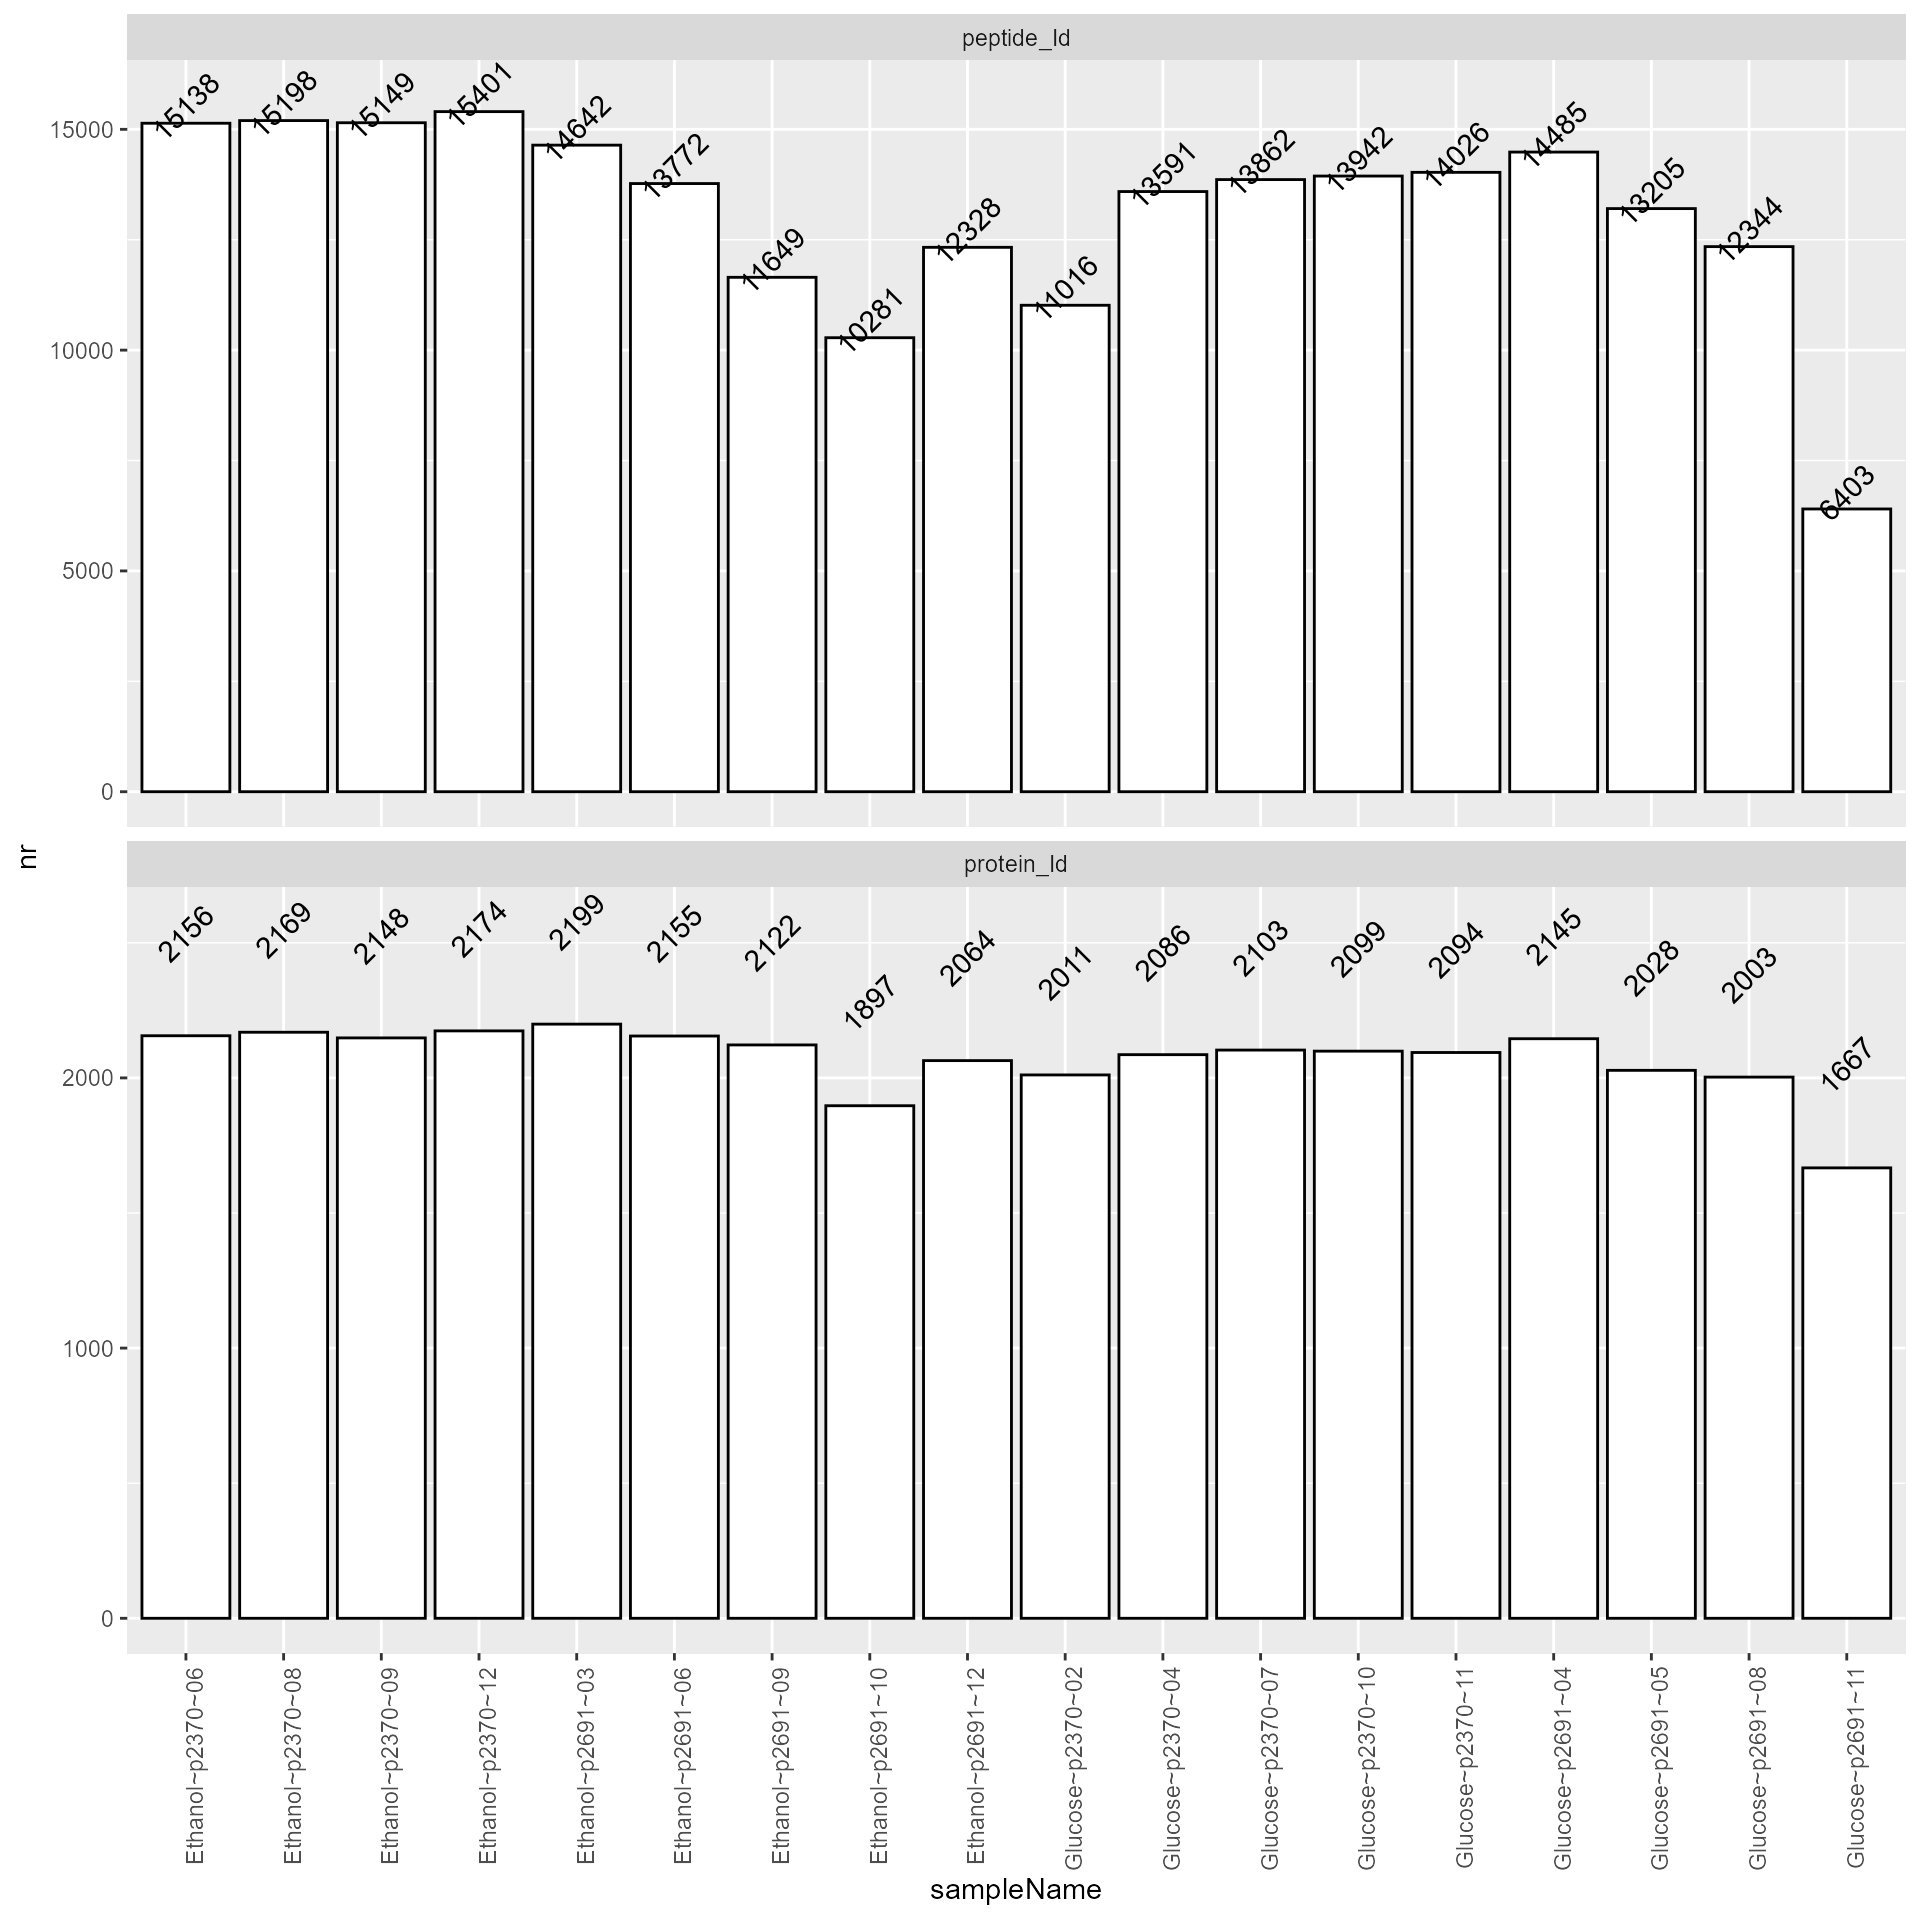 peptide_Id
15138
15198
15149
15401
14642
13772
11649
10281
12328
11016
13591
13862
13942
14026
14485
13205
12344
6403
15000
10000
5000
0
nr
protein_Id
2156
2169
2148
2174
2199
2155
2122
1897
2064
2011
2086
2103
2099
2094
2145
2028
2003
1667
2000
1000
0
Ethanol~p2370~06
Ethanol~p2370~08
Ethanol~p2370~09
Ethanol~p2370~12
Ethanol~p2691~03
Ethanol~p2691~06
Ethanol~p2691~09
Ethanol~p2691~10
Ethanol~p2691~12
Glucose~p2370~02
Glucose~p2370~04
Glucose~p2370~07
Glucose~p2370~10
Glucose~p2370~11
Glucose~p2691~04
Glucose~p2691~05
Glucose~p2691~08
Glucose~p2691~11
sampleName